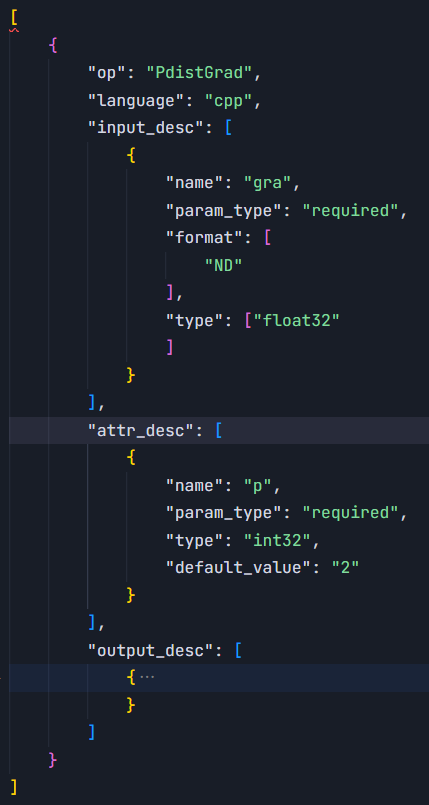 [
    {
        "op": "PdistGrad",
        "language": "cpp",
        "input_desc": [
            {
                "name": "gra",
                "param_type": "required",
                "format": [
                    "ND"
                ],
                "type": ["float32"
                ]
            }
        ],
        "attr_desc": [
            {
                "name": "p",
                "param_type": "required",
                "type": "int32",
                "default_value": "2"
            }
        ],
        "output_desc": [
            {···
            }
        ]
    }
]